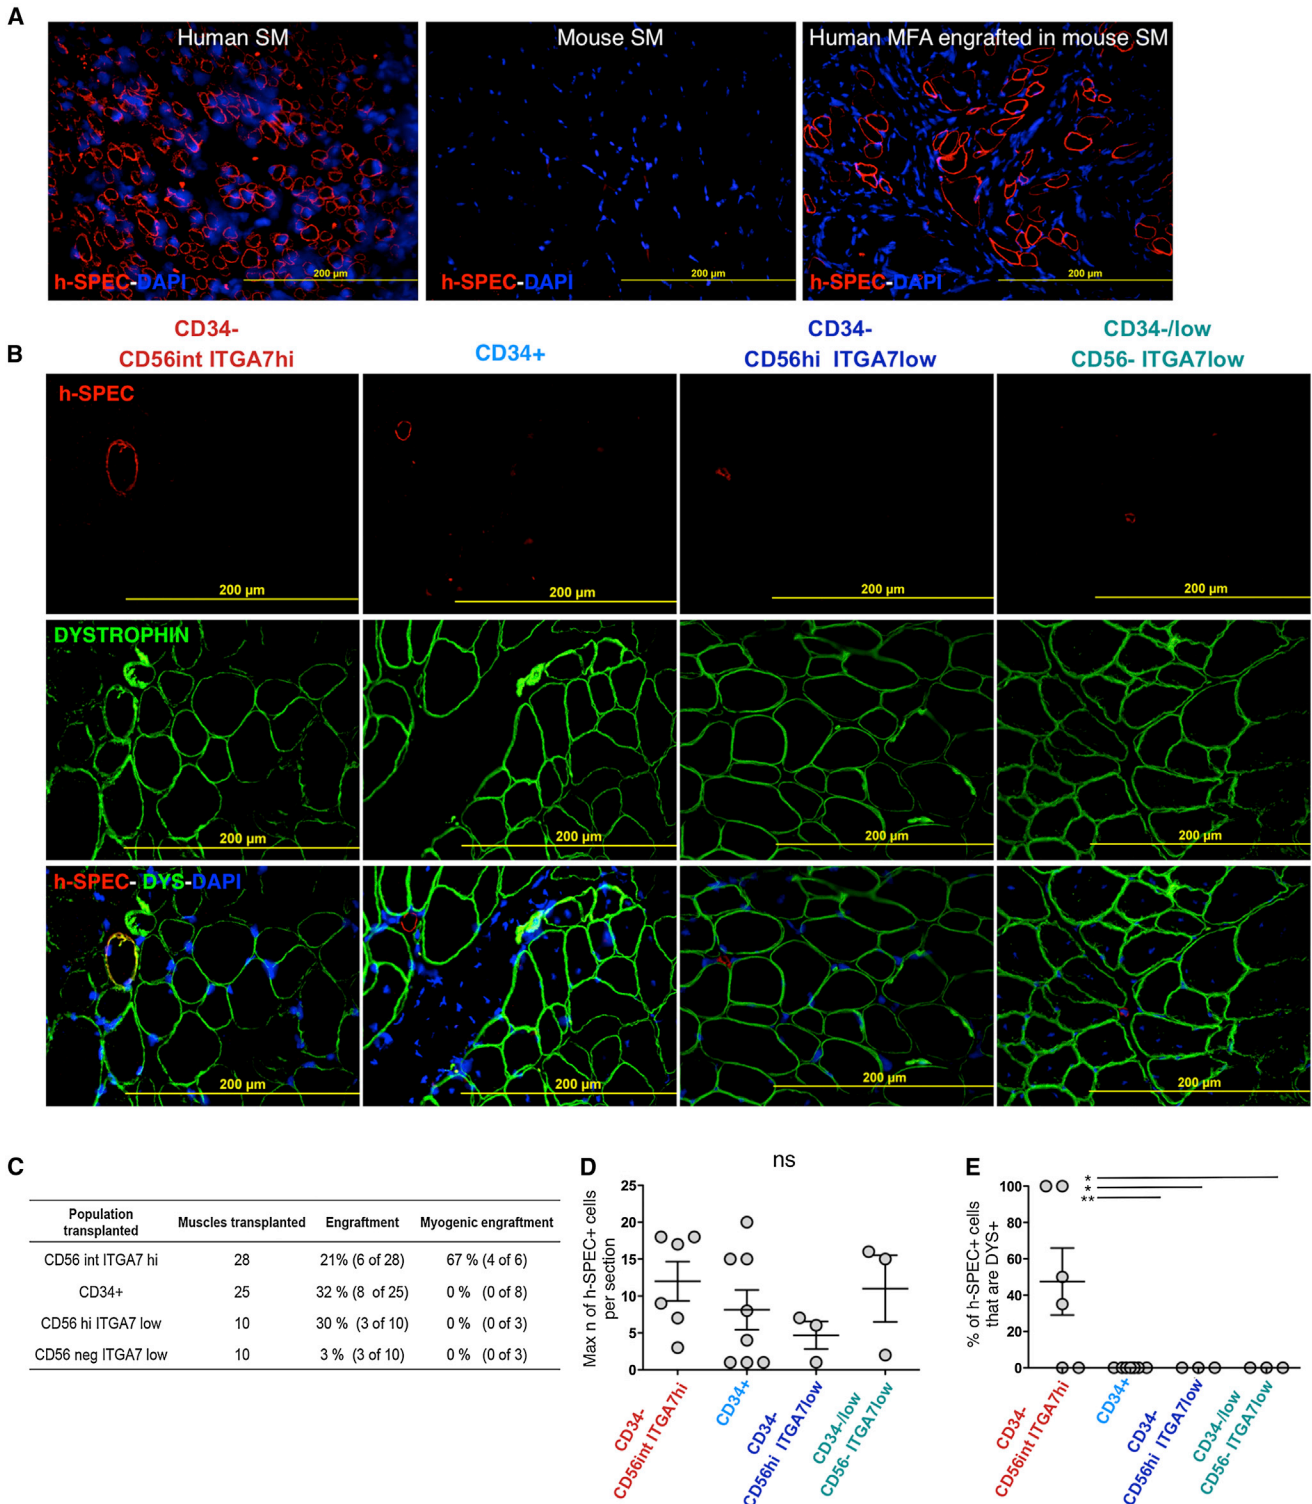 A
Human SM
Mouse SM
Human MFA engrafted in mouse SM
h-SPEC-DAPI
200 µm
h-SPEC-DAPI
200 µm
h-SPEC-DAPI
200 µm
B
CD34-
CD56int ITGA7hi
CD34+
CD34-
CD56hi ITGA7low
CD34-/low
CD56- ITGA7low
h-SPEC
200 µm
200 µm
200 µm
200 µm
DYSTROPHIN
200 µm
200 µm
200 µm
200 µm
h-SPEC- DYS-DAPI
200 µm
200 µm
200 µm
200 µm
C
Population transplanted Muscles transplanted Engraftment Myogenic engraftment
CD56 int ITGA7 hi 28 21% (6 of 28) 67 % (4 of 6)
CD34+ 25 32 % (8 of 25) 0 % (0 of 8)
CD56 hi ITGA7 low 10 30 % (3 of 10) 0 % (0 of 3)
CD56 neg ITGA7 low 10 3 % (3 of 10) 0 % (0 of 3)
D
ns
Max n of h-SPEC+ cells
per section
25
20
15
10
5
0
CD34-
CD56int ITGA7hi
CD34+
CD34-
CD56hi ITGA7low
CD34-/low
CD56- ITGA7low
E
% of h-SPEC+ cells
that are DYS+
100
80
60
40
20
0
*
*
**
CD34-
CD56int ITGA7hi
CD34+
CD34-
CD56hi ITGA7low
CD34-/low
CD56- ITGA7low